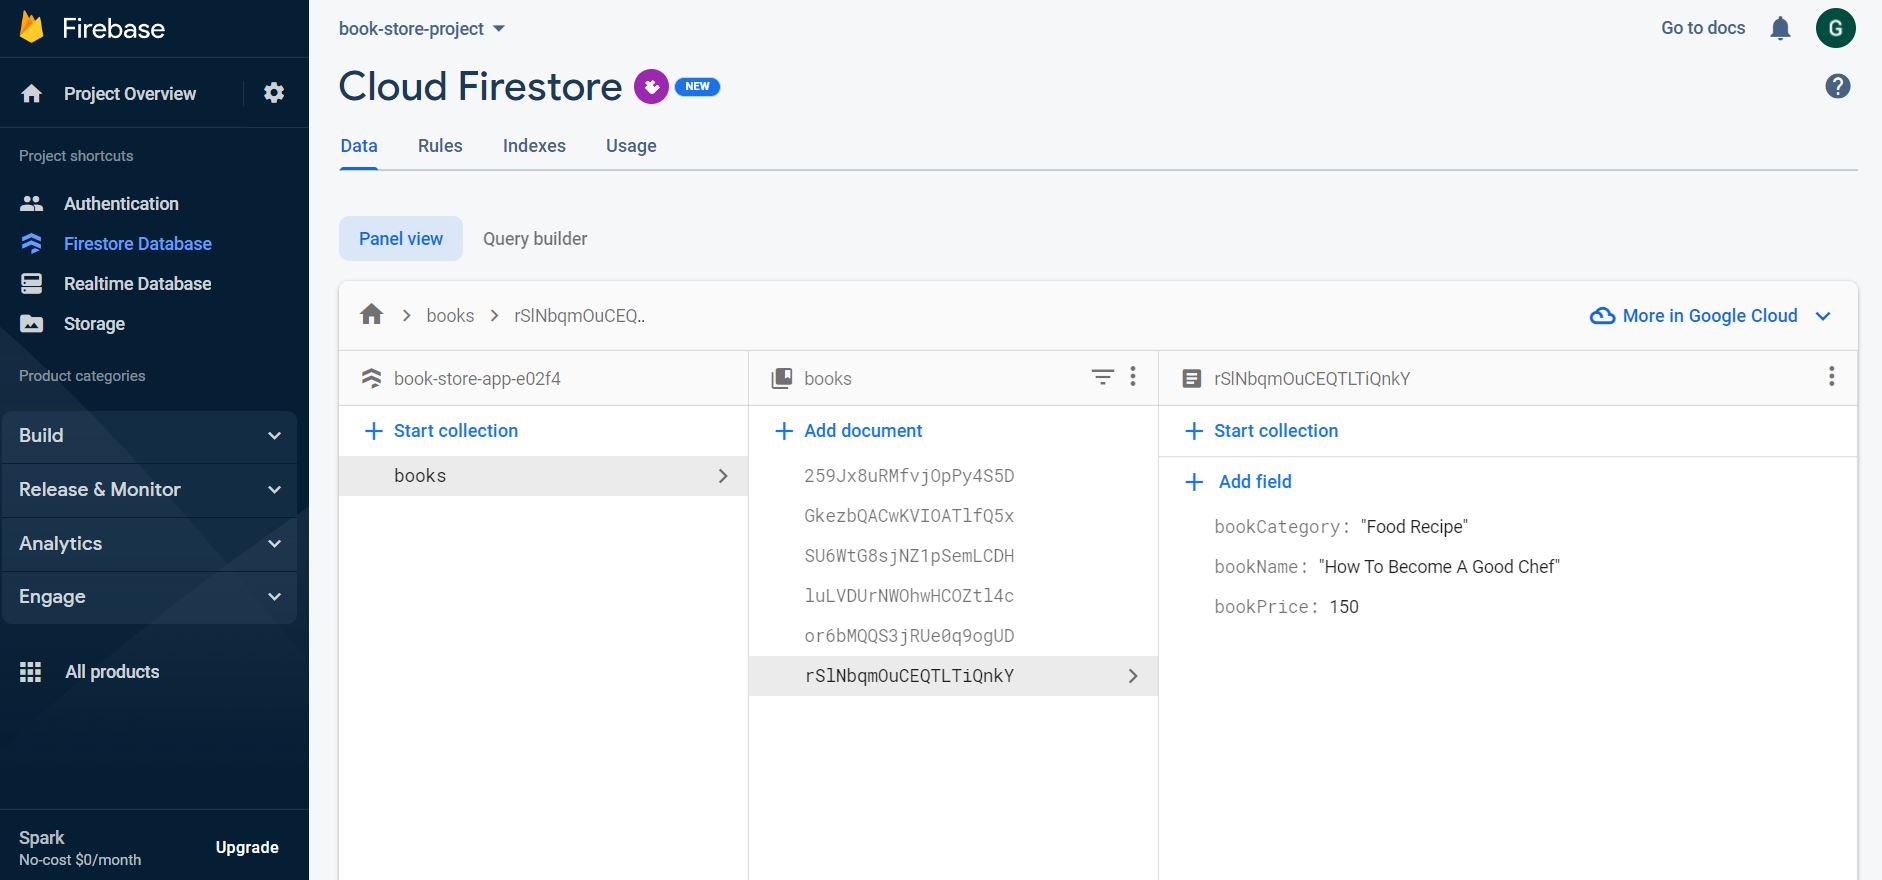 Firebase
book-store-project
Go to docs
G
Project Overview
Cloud Firestore NEW
?
Data Rules Indexes Usage
Project shortcuts
Authentication
Firestore Database
Realtime Database
Storage
Product categories
Build
Release & Monitor
Analytics
Engage
All products
Spark
No-cost $0/month
Upgrade
Panel view Query builder
books rSlNbqmOuCEQ..
More in Google Cloud
book-store-app-e02f4
Start collection
books
books
Add document
259Jx8uRMfvjOpPy4S5D
GkezbQACwKVIOATlfQ5x
SU6WtG8sjNZ1pSemLCDH
luLVDUrNWOhwHCOZtl4c
or6bMQQS3jRUe0q9ogUD
rSlNbqmOuCEQTLTiQnkY
rSlNbqmOuCEQTLTiQnkY
Start collection
Add field
bookCategory: "Food Recipe"
bookName: "How To Become A Good Chef"
bookPrice: 150